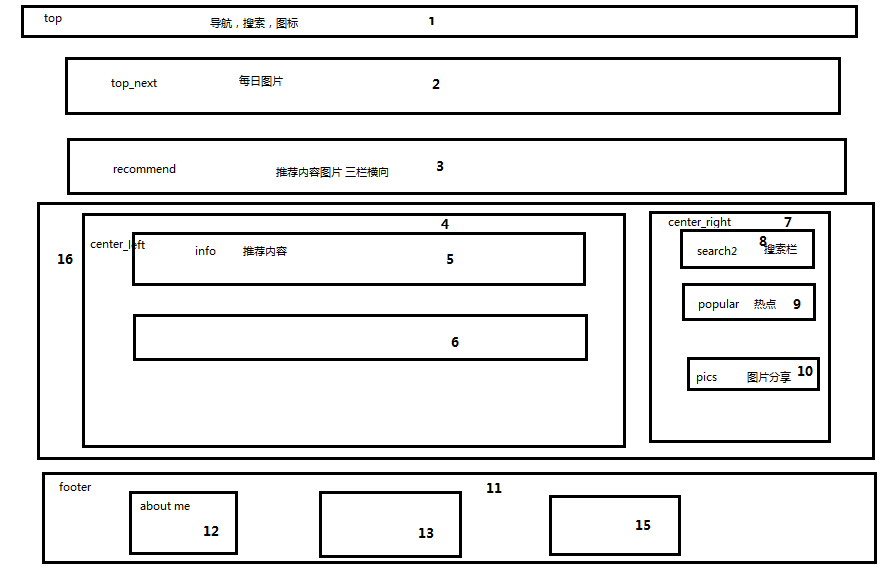 top 导航，搜索，图标 1
top_next 每日图片 2
recommend 推荐内容图片 三栏横向 3
16
center_left 4
info 推荐内容 5
6
center_right 7
search2 搜索栏 8
popular 热点 9
pics 图片分享 10
footer 11
about me 12
13
15